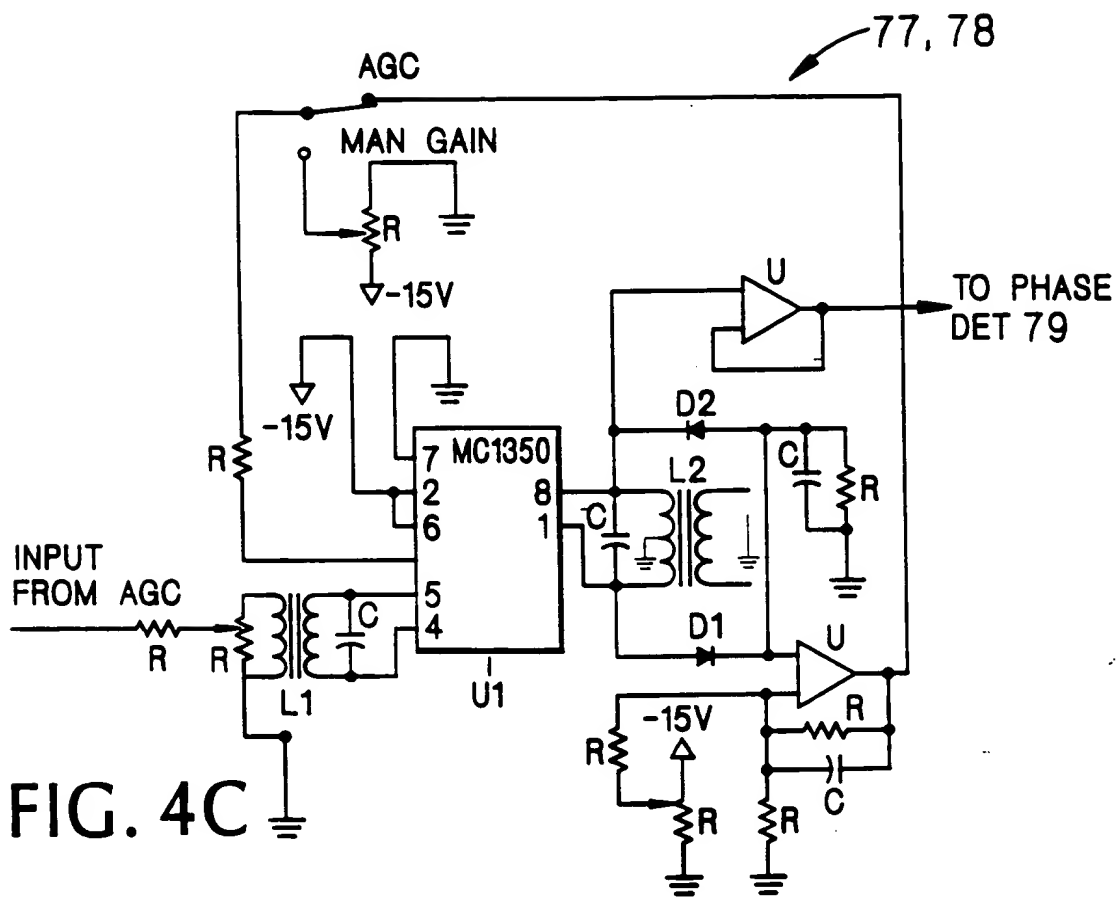 77, 78
AGC
MAN GAIN
R
-15V
U
TO PHASE
DET 79
-15V
R
7
MC1350
2
6
8
1
5
4
U1
D2
C
L2
C
R
INPUT
FROM AGC
R
R
L1
C
D1
U
-15V
R
R
R
C
R
FIG. 4C